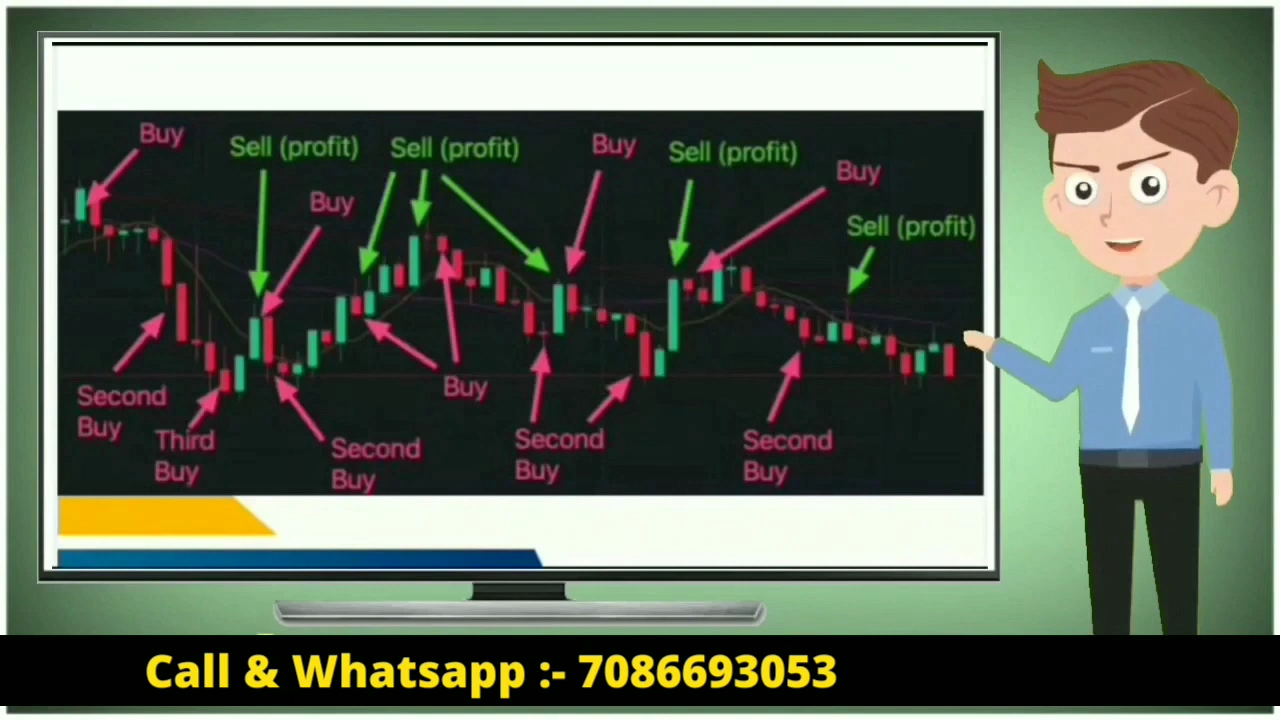 Buy
Sell (profit)
Sell (profit)
Buy
Sell (profit)
Buy
Buy
Sell (profit)
Second
Buy
Third
Buy
Second
Buy
Buy
Second
Buy
Second
Buy
Call & Whatsapp :- 7086693053